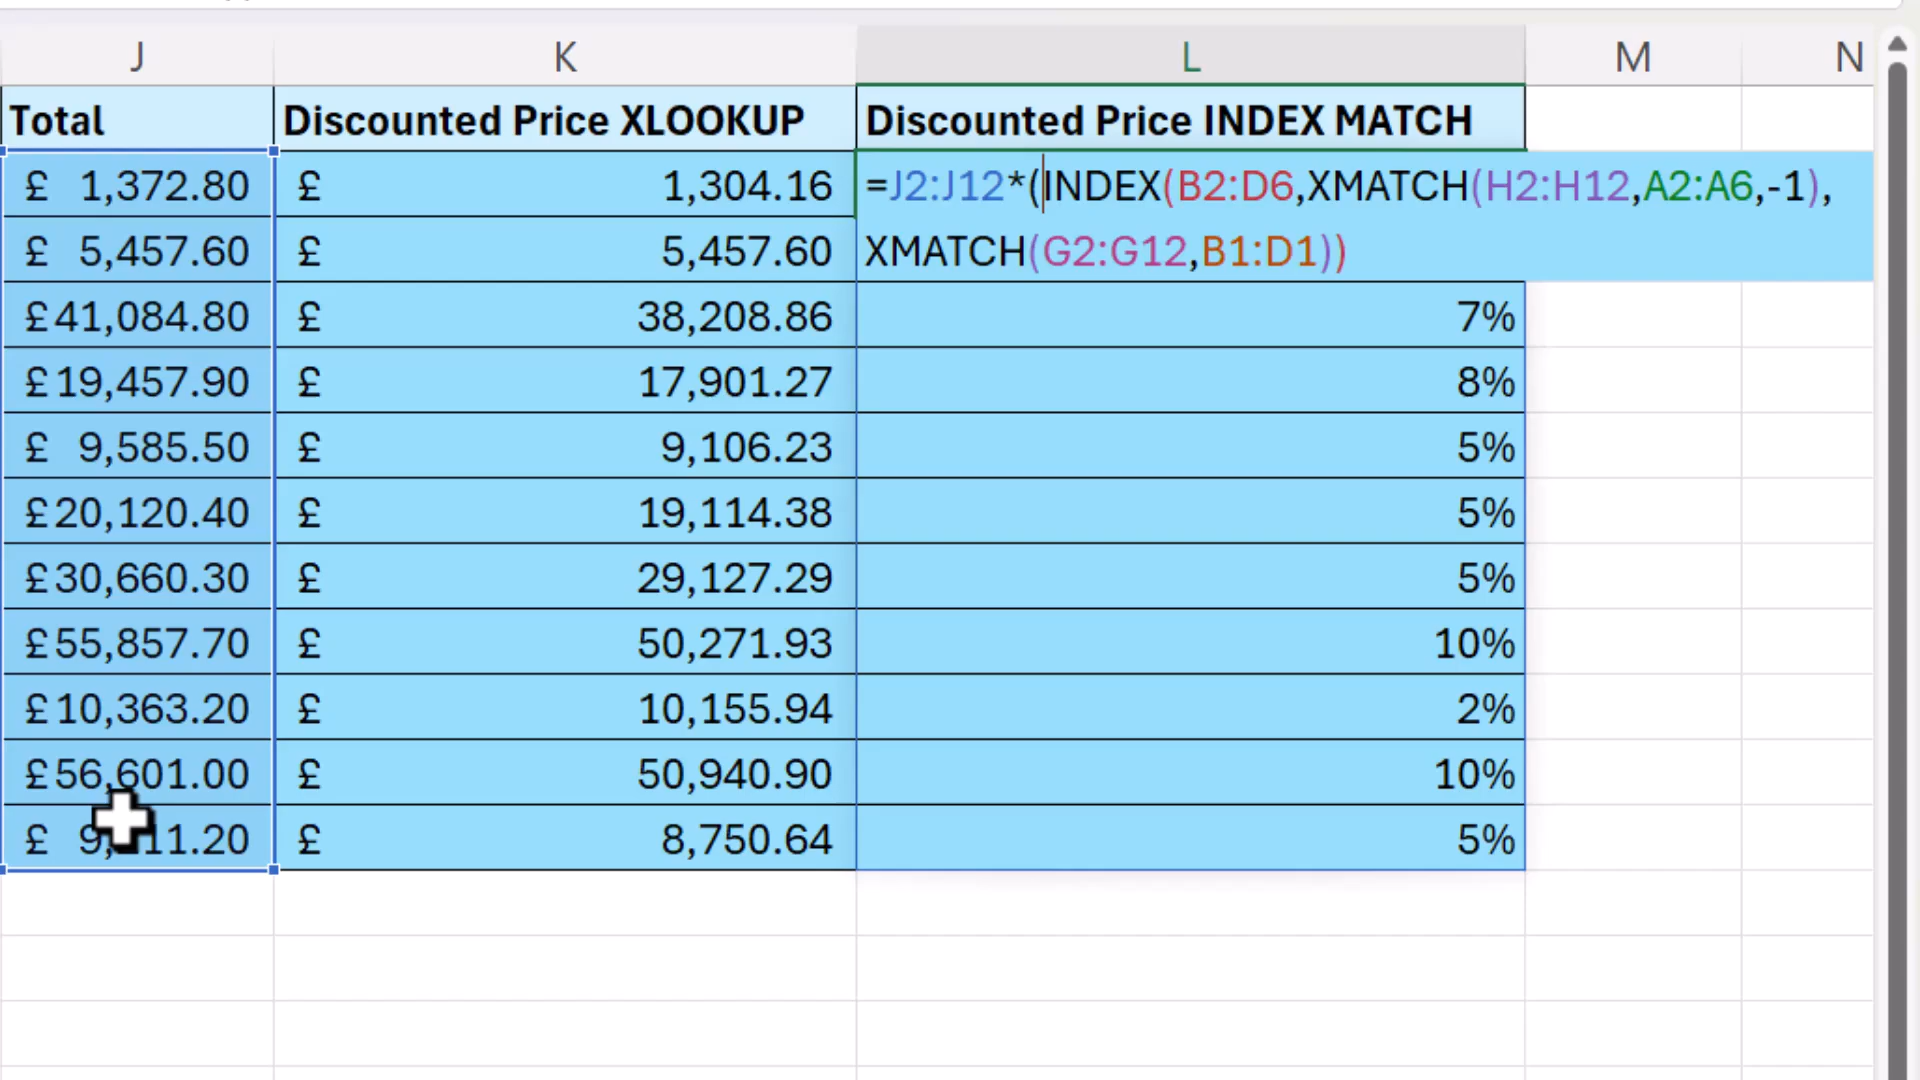 J K L M N
Total Discounted Price XLOOKUP Discounted Price INDEX MATCH
£ 1,372.80 £ 1,304.16 =J2:J12*(INDEX(B2:D6,XMATCH(H2:H12,A2:A6,-1),
£ 5,457.60 £ 5,457.60 XMATCH(G2:G12,B1:D1))
£41,084.80 £ 38,208.86 7%
£19,457.90 £ 17,901.27 8%
£ 9,585.50 £ 9,106.23 5%
£20,120.40 £ 19,114.38 5%
£30,660.30 £ 29,127.29 5%
£55,857.70 £ 50,271.93 10%
£10,363.20 £ 10,155.94 2%
£56,601.00 £ 50,940.90 10%
£ £ 8,750.64 5%